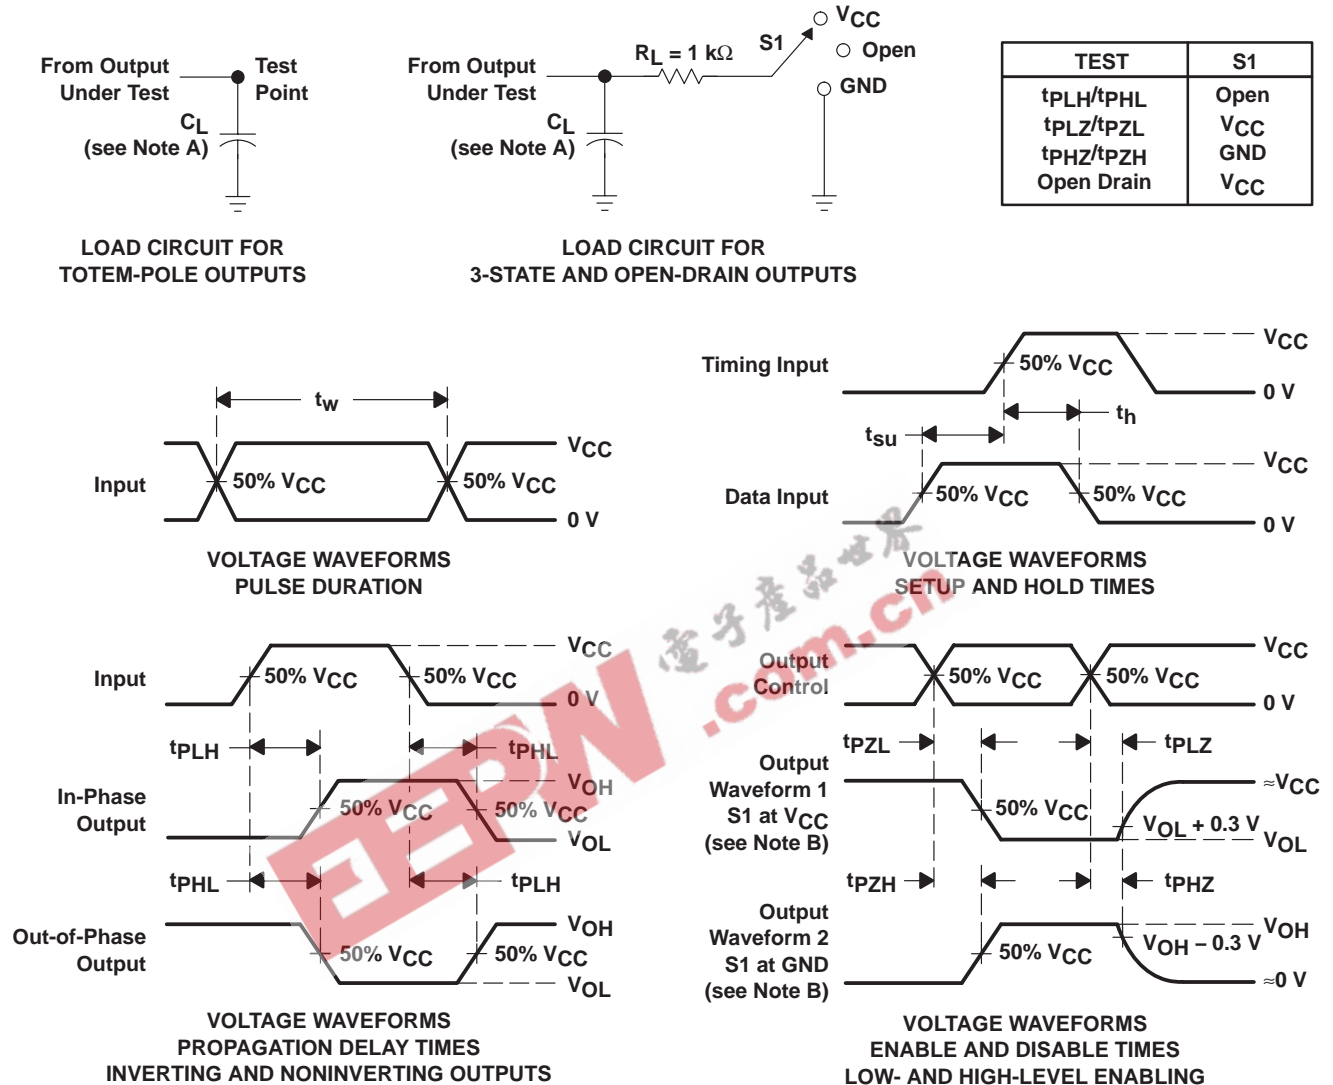 From Output
Under Test
Test
Point
CL
(see Note A)
LOAD CIRCUIT FOR
TOTEM-POLE OUTPUTS
From Output
Under Test
RL = 1 kΩ
S1
VCC
Open
GND
CL
(see Note A)
LOAD CIRCUIT FOR
3-STATE AND OPEN-DRAIN OUTPUTS
TEST S1
tPLH/tPHL Open
tPLZ/tPZL VCC
tPHZ/tPZH GND
Open Drain VCC
tw
Input
50% VCC
50% VCC
VCC
0 V
VOLTAGE WAVEFORMS
PULSE DURATION
Timing Input
50% VCC
VCC
0 V
tsu
th
Data Input
50% VCC
50% VCC
VCC
0 V
VOLTAGE WAVEFORMS
SETUP AND HOLD TIMES
Input
50% VCC
50% VCC
VCC
0 V
tPLH
tPHL
In-Phase
Output
50% VCC
50% VCC
VOH
VOL
tPHL
tPLH
Out-of-Phase
Output
50% VCC
50% VCC
VOH
VOL
VOLTAGE WAVEFORMS
PROPAGATION DELAY TIMES
INVERTING AND NONINVERTING OUTPUTS
Output
Control
50% VCC
50% VCC
VCC
0 V
tPZL
tPLZ
Output
Waveform 1
S1 at VCC
(see Note B)
50% VCC
VOL + 0.3 V
≈VCC
VOL
tPZH
tPHZ
Output
Waveform 2
S1 at GND
(see Note B)
50% VCC
VOH − 0.3 V
VOH
≈0 V
VOLTAGE WAVEFORMS
ENABLE AND DISABLE TIMES
LOW- AND HIGH-LEVEL ENABLING
EEPW
.com.cn
電子產品世界